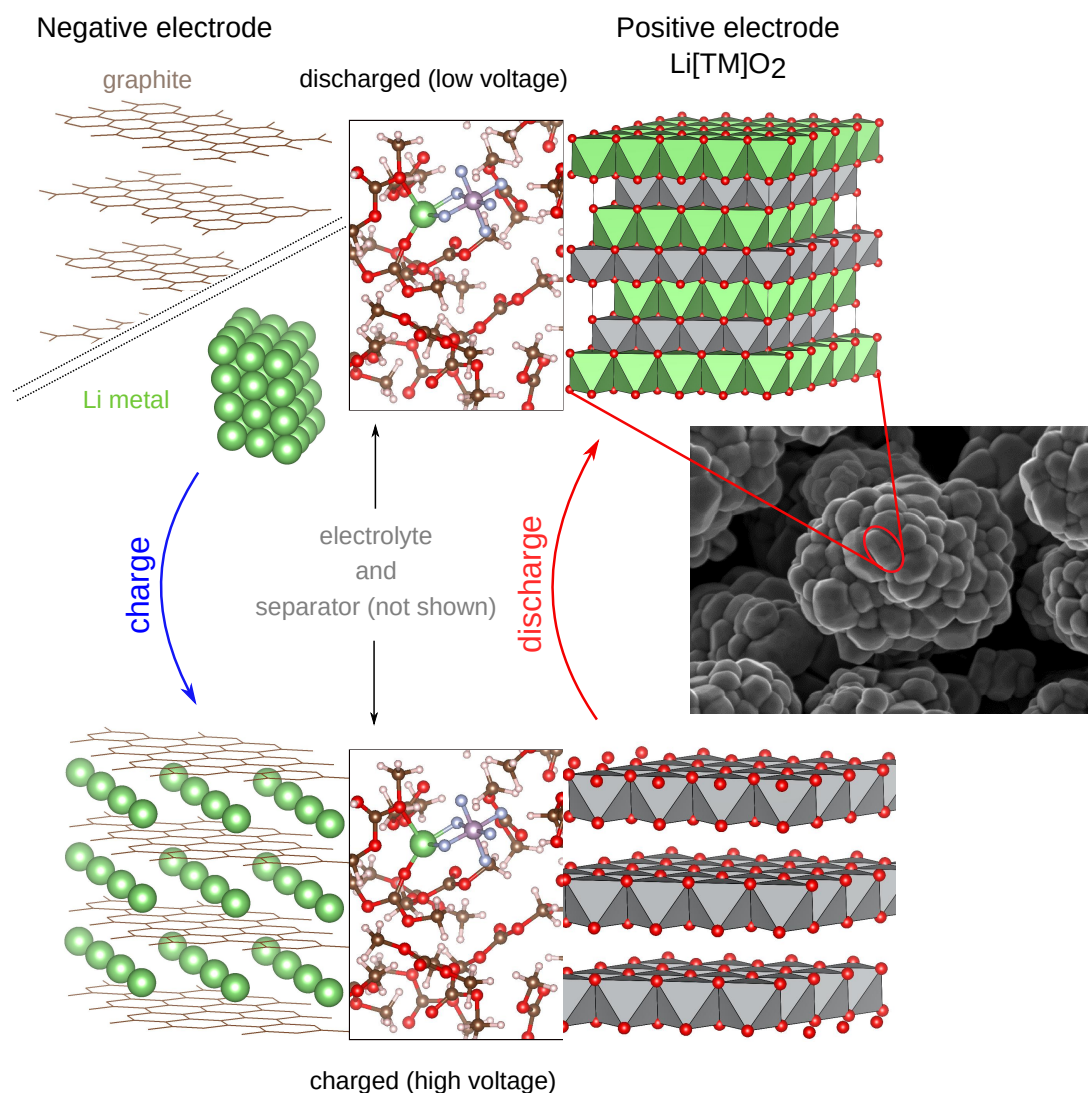 Negative electrode
Positive electrode
Li[TM]O2
graphite
discharged (low voltage)
Li metal
charge
electrolyte
and
separator (not shown)
discharge
charged (high voltage)